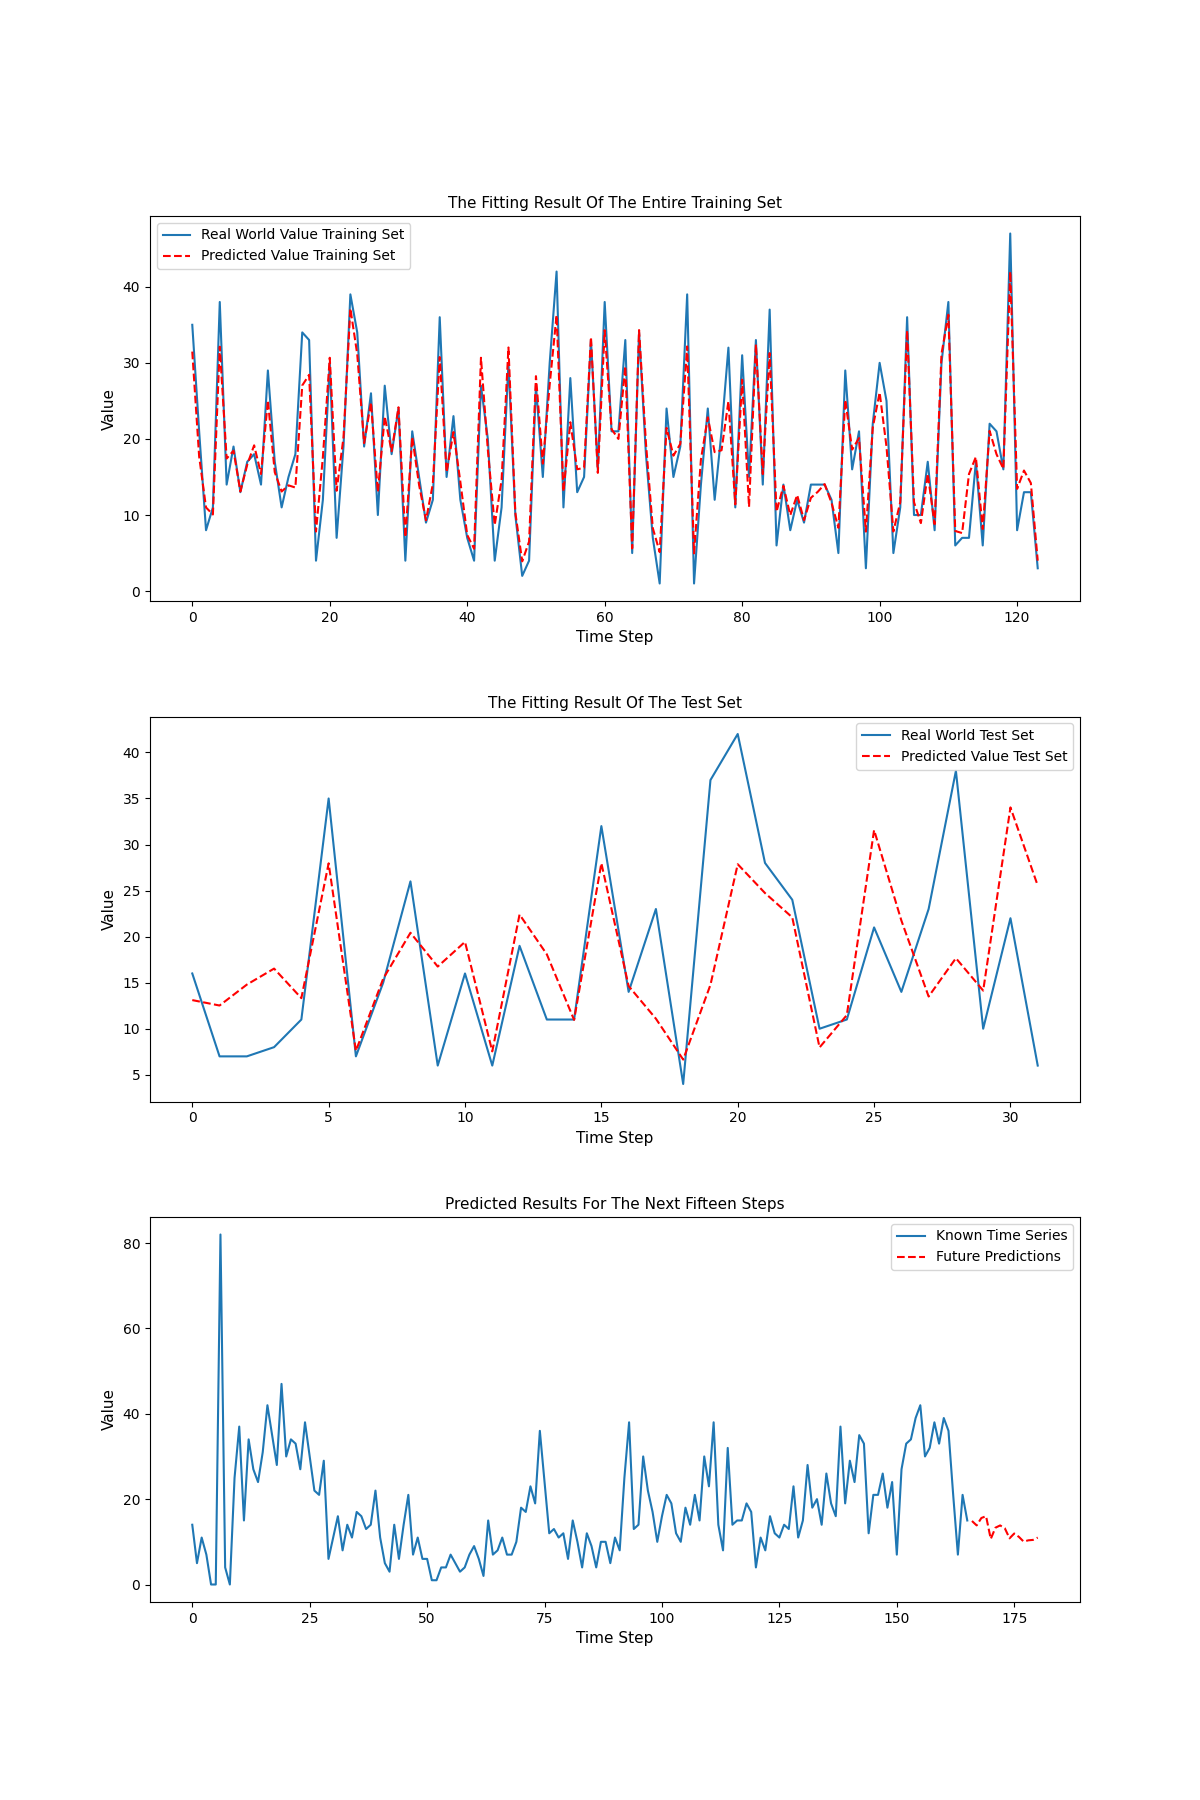 The Fitting Result Of The Entire Training Set
Real World Value Training Set
Predicted Value Training Set
Value
40
30
20
10
0
0 20 40 60 80 100 120
Time Step
The Fitting Result Of The Test Set
Real World Test Set
Predicted Value Test Set
Value
40
35
30
25
20
15
10
5
0 5 10 15 20 25 30
Time Step
Predicted Results For The Next Fifteen Steps
Known Time Series
Future Predictions
Value
80
60
40
20
0
0 25 50 75 100 125 150 175
Time Step